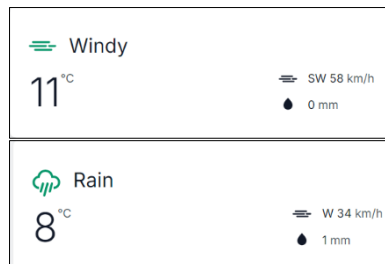 Windy
11 °C
SW 58 km/h
0 mm
Rain
8 °C
W 34 km/h
1 mm